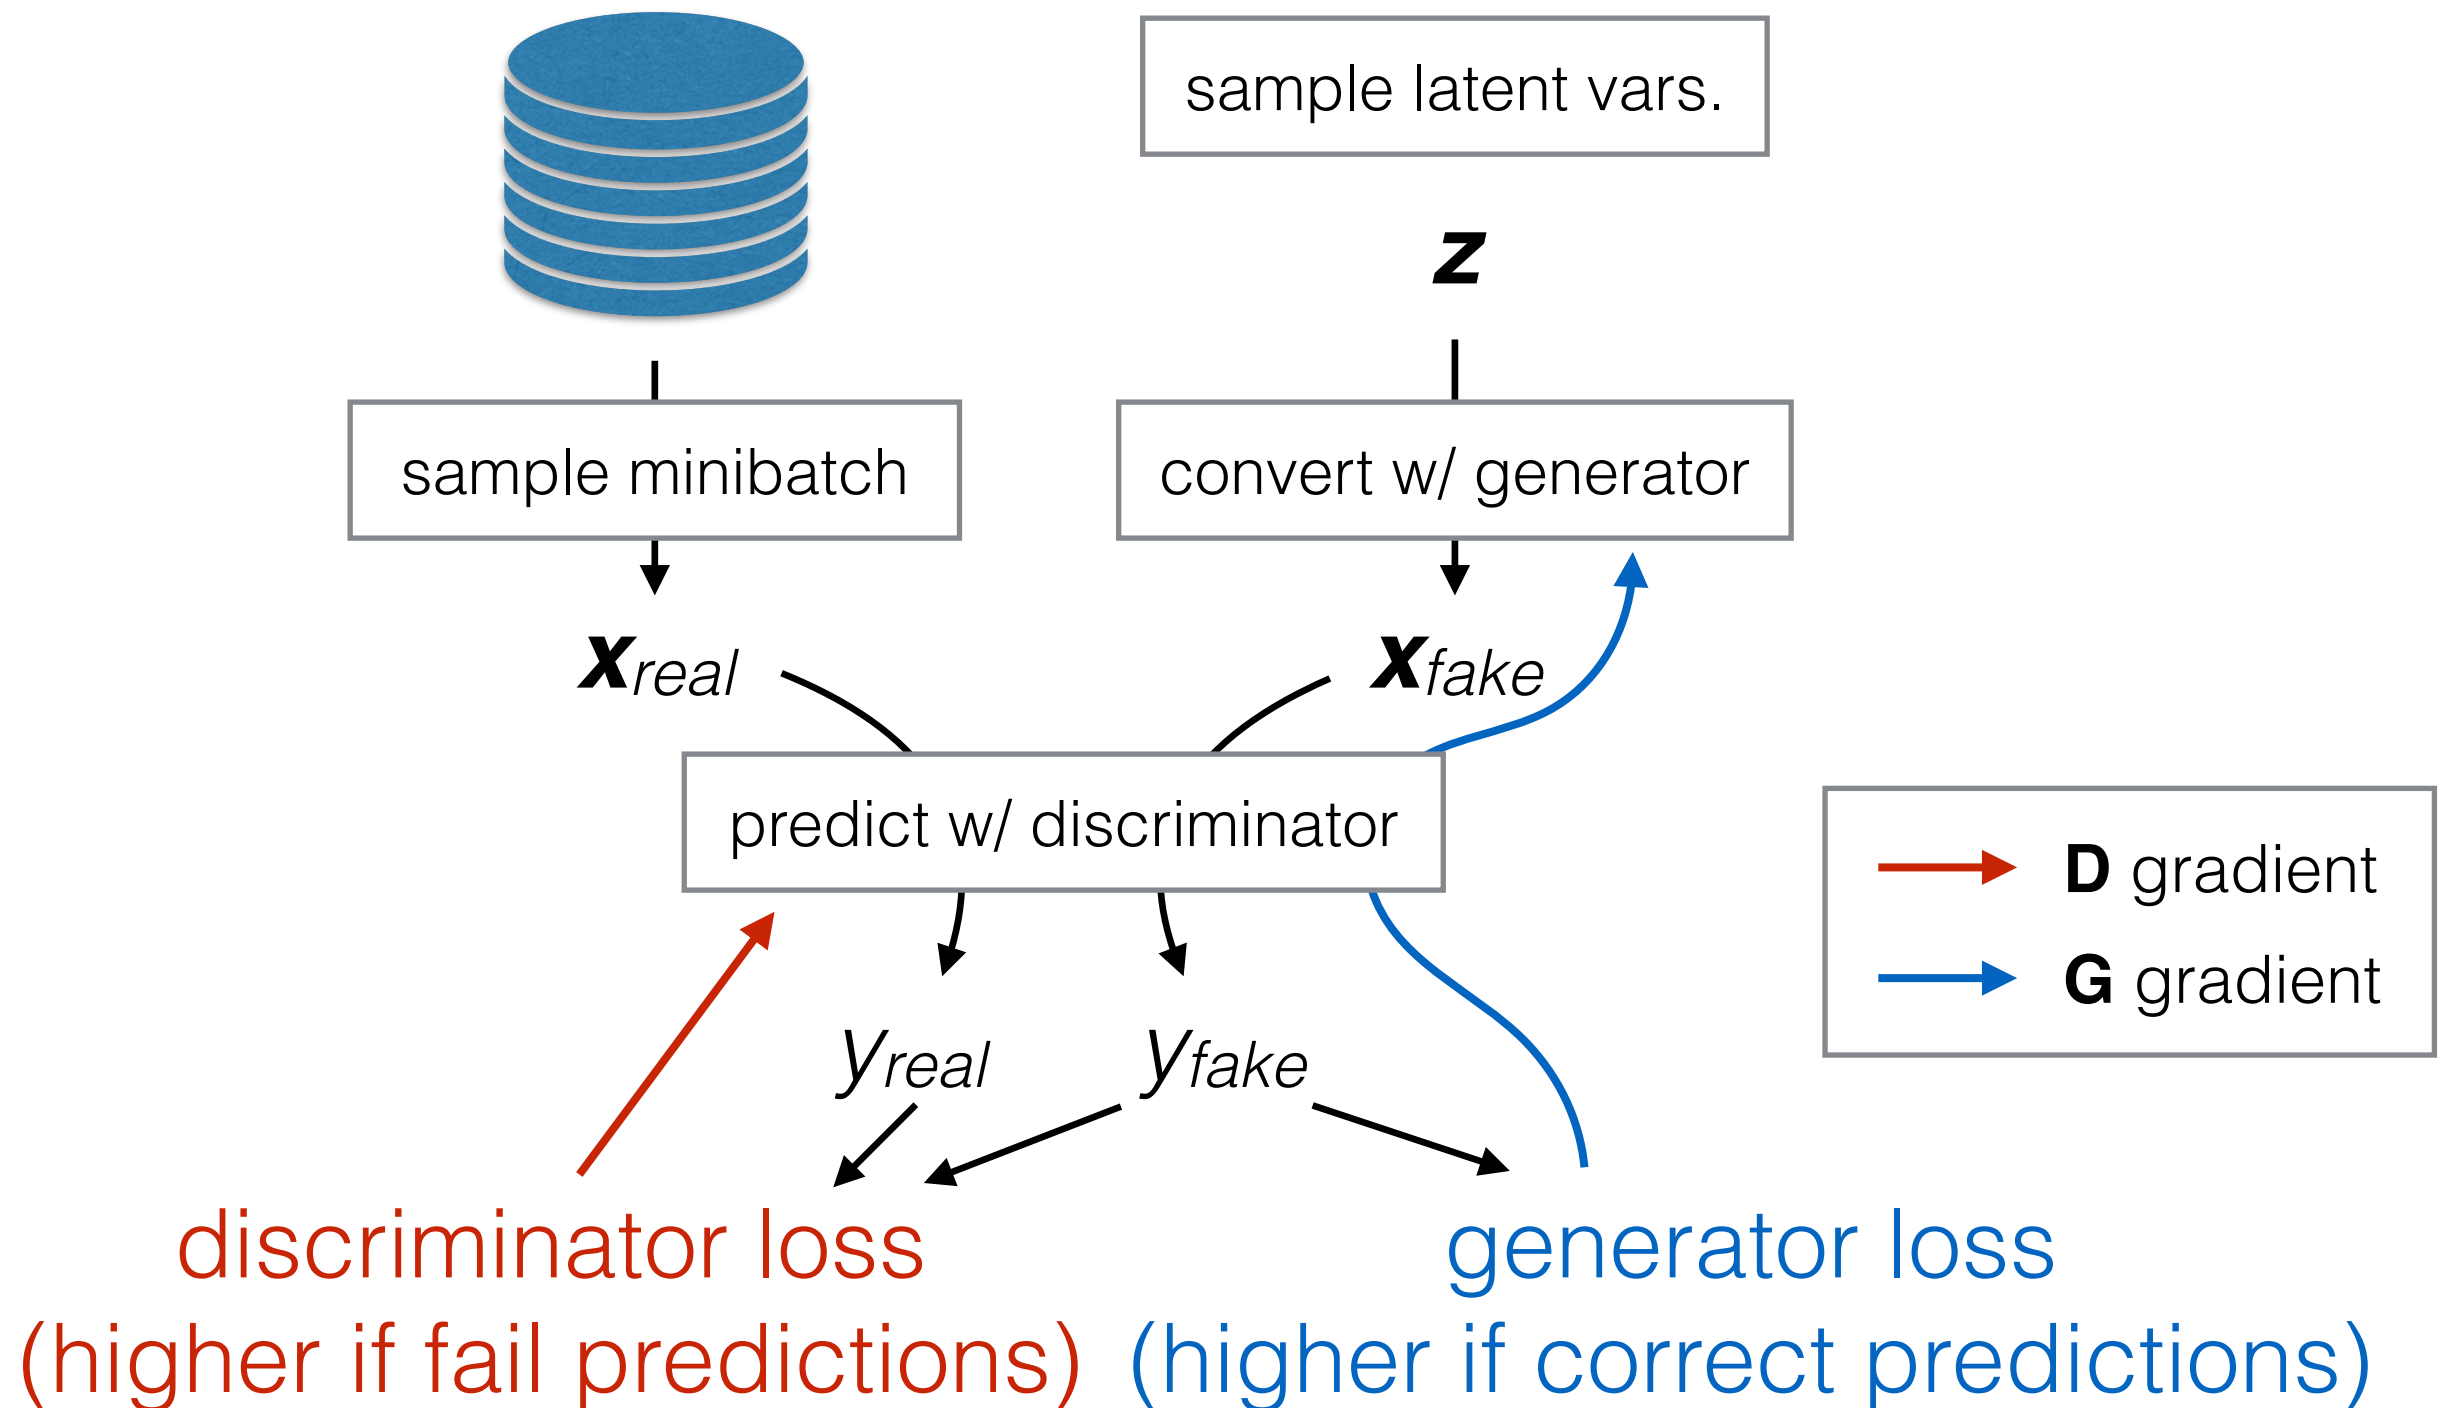 sample latent vars.
z
sample minibatch
convert w/ generator
xreal
xfake
predict w/ discriminator
D gradient
G gradient
yreal
yfake
discriminator loss
(higher if fail predictions)
generator loss
(higher if correct predictions)